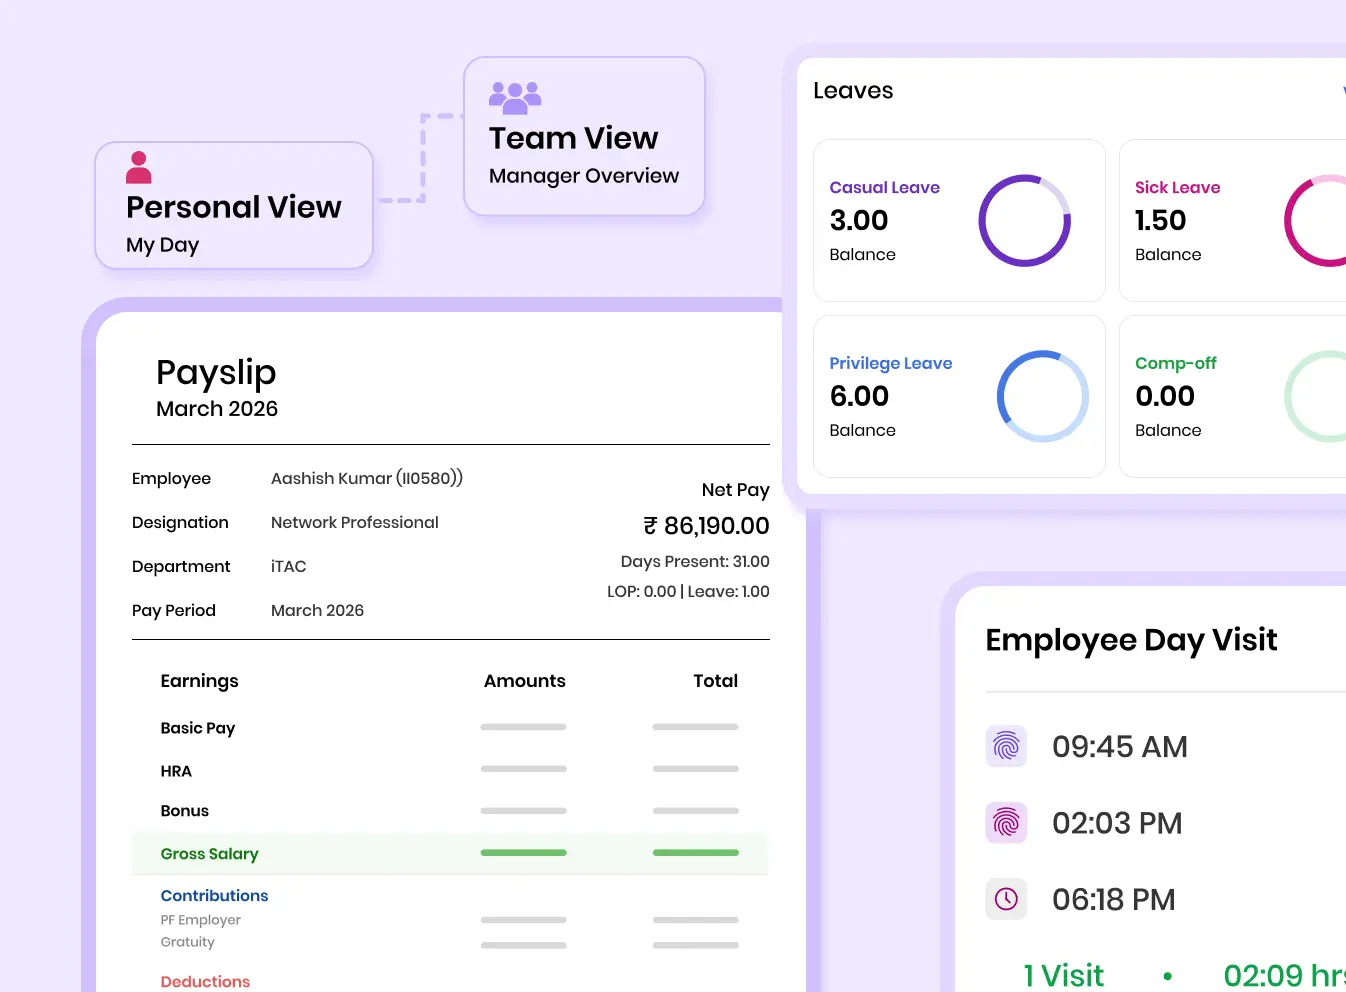 Personal View
My Day
Team View
Manager Overview
Leaves
Casual Leave
3.00
Balance
Sick Leave
1.50
Balance
Privilege Leave
6.00
Balance
Comp-off
0.00
Balance
Payslip
March 2026
Employee Aashish Kumar (II0580))
Designation Network Professional
Department iTAC
Pay Period March 2026
Net Pay
₹ 86,190.00
Days Present: 31.00
LOP: 0.00 | Leave: 1.00
Earnings Amounts Total
Basic Pay
HRA
Bonus
Gross Salary
Contributions
PF Employer
Gratuity
Deductions
Employee Day Visit
09:45 AM
02:03 PM
06:18 PM
1 Visit • 02:09 hrs